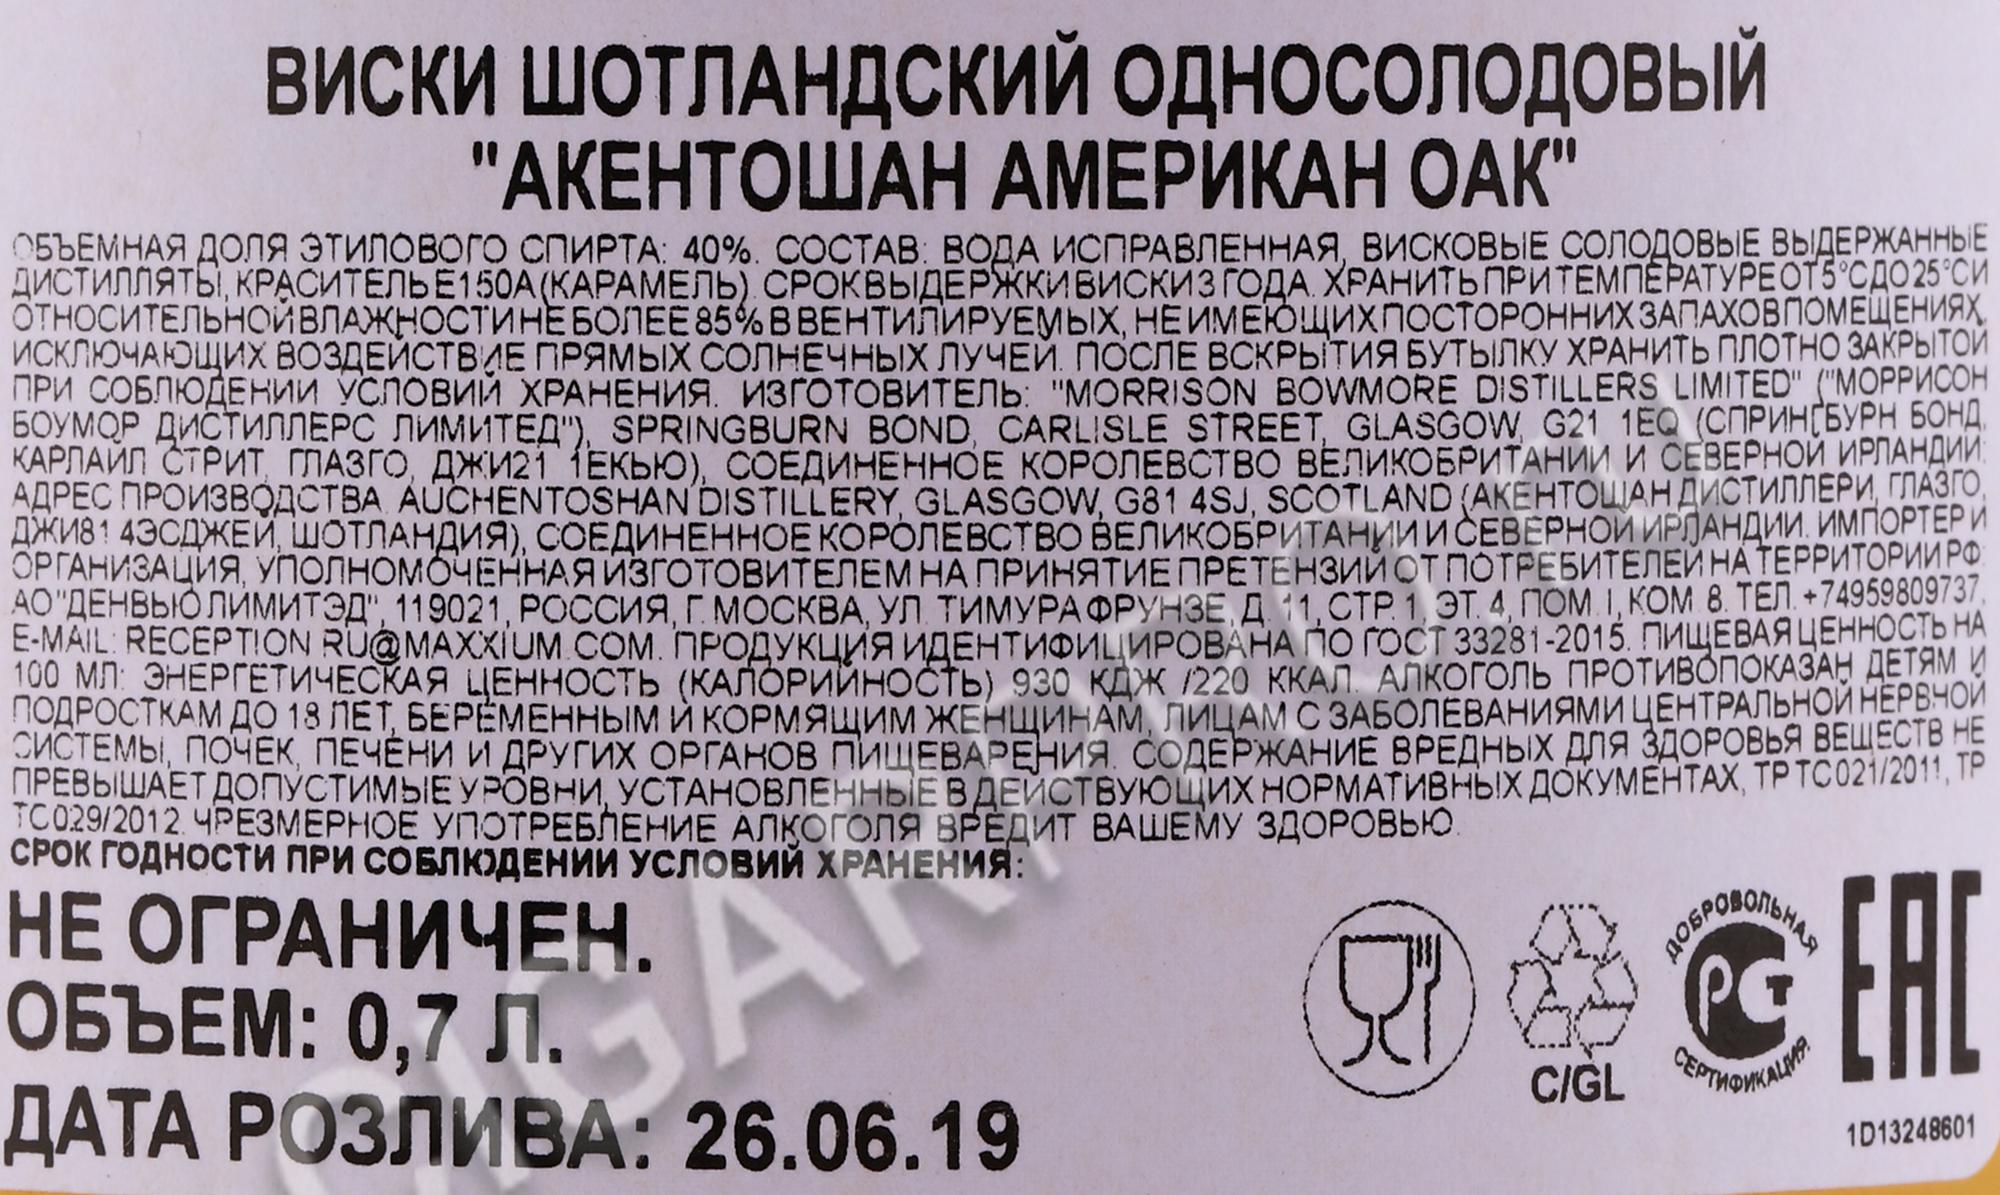 ВИСКИ ШОТЛАНДСКИЙ ОДНОСОЛОДОВЫЙ
"АКЕНТОШАН АМЕРИКАН ОАК"
ОБЪЕМНАЯ ДОЛЯ ЭТИЛОВОГО СПИРТА: 40%. СОСТАВ: ВОДА ИСПРАВЛЕННАЯ, ВИСКОВЫЕ СОЛОДОВЫЕ ВЫДЕРЖАННЫЕ
ДИСТИЛЛЯТЫ, КРАСИТЕЛЬ Е150А (КАРАМЕЛЬ). СРОК ВЫДЕРЖКИ ВИСКИ 3 ГОДА. ХРАНИТЬ ПРИ ТЕМПЕРАТУРЕ ОТ 5°С ДО 25°С И
ОТНОСИТЕЛЬНОЙ ВЛАЖНОСТИ НЕ БОЛЕЕ 85% В ВЕНТИЛИРУЕМЫХ, НЕ ИМЕЮЩИХ ПОСТОРОННИХ ЗАПАХОВ ПОМЕЩЕНИЯХ,
ИСКЛЮЧАЮЩИХ ВОЗДЕЙСТВИЕ ПРЯМЫХ СОЛНЕЧНЫХ ЛУЧЕЙ. ПОСЛЕ ВСКРЫТИЯ БУТЫЛКУ ХРАНИТЬ ПЛОТНО ЗАКРЫТОЙ
ПРИ СОБЛЮДЕНИИ УСЛОВИЙ ХРАНЕНИЯ. ИЗГОТОВИТЕЛЬ: "MORRISON BOWMORE DISTILLERS LIMITED" ("МОРРИСОН
БОУМОР ДИСТИЛЛЕРС ЛИМИТЕД"), SPRINGBURN BOND, CARLISLE STREET, GLASGOW, G21 1EQ (СПРИНГБУРН БОНД,
КАРЛАЙЛ СТРИТ, ГЛАЗГО, ДЖИ21 1ЕКЬЮ), СОЕДИНЕННОЕ КОРОЛЕВСТВО ВЕЛИКОБРИТАНИИ И СЕВЕРНОЙ ИРЛАНДИИ.
АДРЕС ПРОИЗВОДСТВА: AUCHENTOSHAN DISTILLERY, GLASGOW, G81 4SJ, SCOTLAND (АКЕНТОШАН ДИСТИЛЛЕРИ, ГЛАЗГО,
ДЖИ81 4ЭСДЖЕЙ, ШОТЛАНДИЯ), СОЕДИНЕННОЕ КОРОЛЕВСТВО ВЕЛИКОБРИТАНИИ И СЕВЕРНОЙ ИРЛАНДИИ. ИМПОРТЕР И
ОРГАНИЗАЦИЯ, УПОЛНОМОЧЕННАЯ ИЗГОТОВИТЕЛЕМ НА ПРИНЯТИЕ ПРЕТЕНЗИЙ ОТ ПОТРЕБИТЕЛЕЙ НА ТЕРРИТОРИИ РФ:
АО "ДЕНВЬЮ ЛИМИТЭД", 119021, РОССИЯ, Г. МОСКВА, УЛ. ТИМУРА ФРУНЗЕ, Д. 11, СТР. 1, ЭТ. 4, ПОМ. I, КОМ. 8. ТЕЛ. +74959809737,
E-MAIL: RECEPTION.RU@MAXXIUM.COM. ПРОДУКЦИЯ ИДЕНТИФИЦИРОВАНА ПО ГОСТ 33281-2015. ПИЩЕВАЯ ЦЕННОСТЬ НА
100 МЛ: ЭНЕРГЕТИЧЕСКАЯ ЦЕННОСТЬ (КАЛОРИЙНОСТЬ) 930 КДЖ /220 ККАЛ. АЛКОГОЛЬ ПРОТИВОПОКАЗАН ДЕТЯМ И
ПОДРОСТКАМ ДО 18 ЛЕТ, БЕРЕМЕННЫМ И КОРМЯЩИМ ЖЕНЩИНАМ, ЛИЦАМ С ЗАБОЛЕВАНИЯМИ ЦЕНТРАЛЬНОЙ НЕРВНОЙ
СИСТЕМЫ, ПОЧЕК, ПЕЧЕНИ И ДРУГИХ ОРГАНОВ ПИЩЕВАРЕНИЯ. СОДЕРЖАНИЕ ВРЕДНЫХ ДЛЯ ЗДОРОВЬЯ ВЕЩЕСТВ НЕ
ПРЕВЫШАЕТ ДОПУСТИМЫЕ УРОВНИ, УСТАНОВЛЕННЫЕ В ДЕЙСТВУЮЩИХ НОРМАТИВНЫХ ДОКУМЕНТАХ, ТР ТС 021/2011, ТР
ТС 029/2012. ЧРЕЗМЕРНОЕ УПОТРЕБЛЕНИЕ АЛКОГОЛЯ ВРЕДИТ ВАШЕМУ ЗДОРОВЬЮ.
СРОК ГОДНОСТИ ПРИ СОБЛЮДЕНИИ УСЛОВИЙ ХРАНЕНИЯ:
НЕ ОГРАНИЧЕН.
ОБЪЕМ: 0,7 Л.
ДАТА РОЗЛИВА: 26.06.19
C/GL
ДОБРОВОЛЬНАЯ
РСТ
СЕРТИФИКАЦИЯ
EAC
1D13248601
CIGARPRO.RU